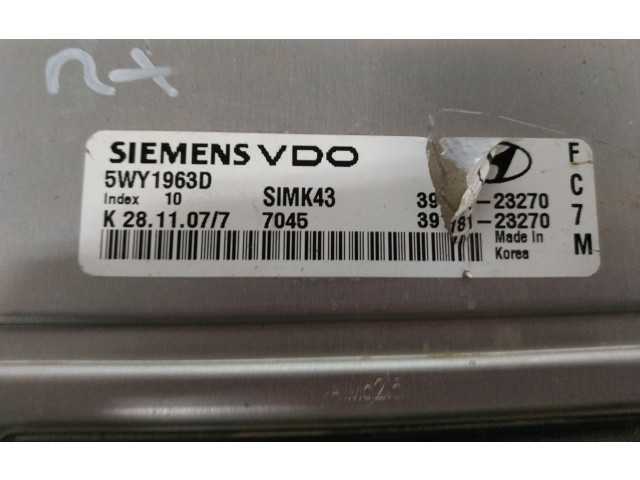 SIEMENS VDO
5WY1963D
Index 10 SIMK43 -23270
K 28.11.07/7 7045 -23270
Made In
Korea
F
C
7
M